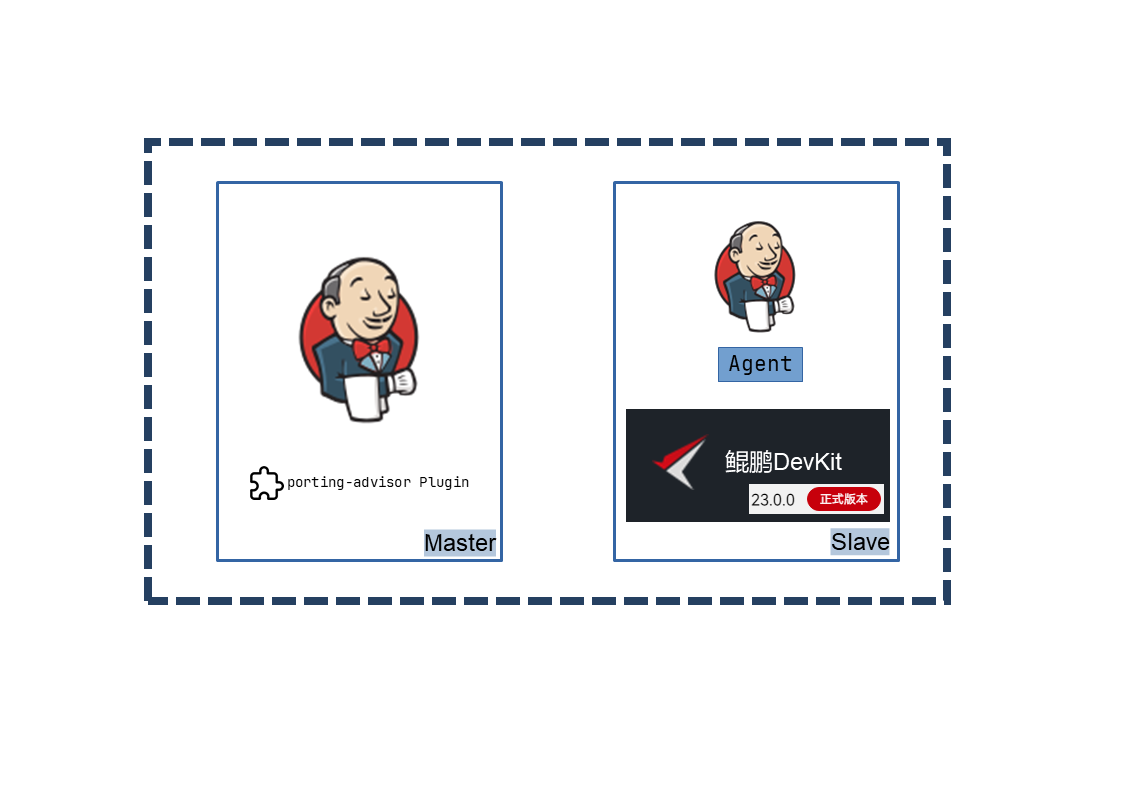 porting-advisor Plugin
Master
Agent
鲲鹏DevKit
23.0.0 正式版本
Slave